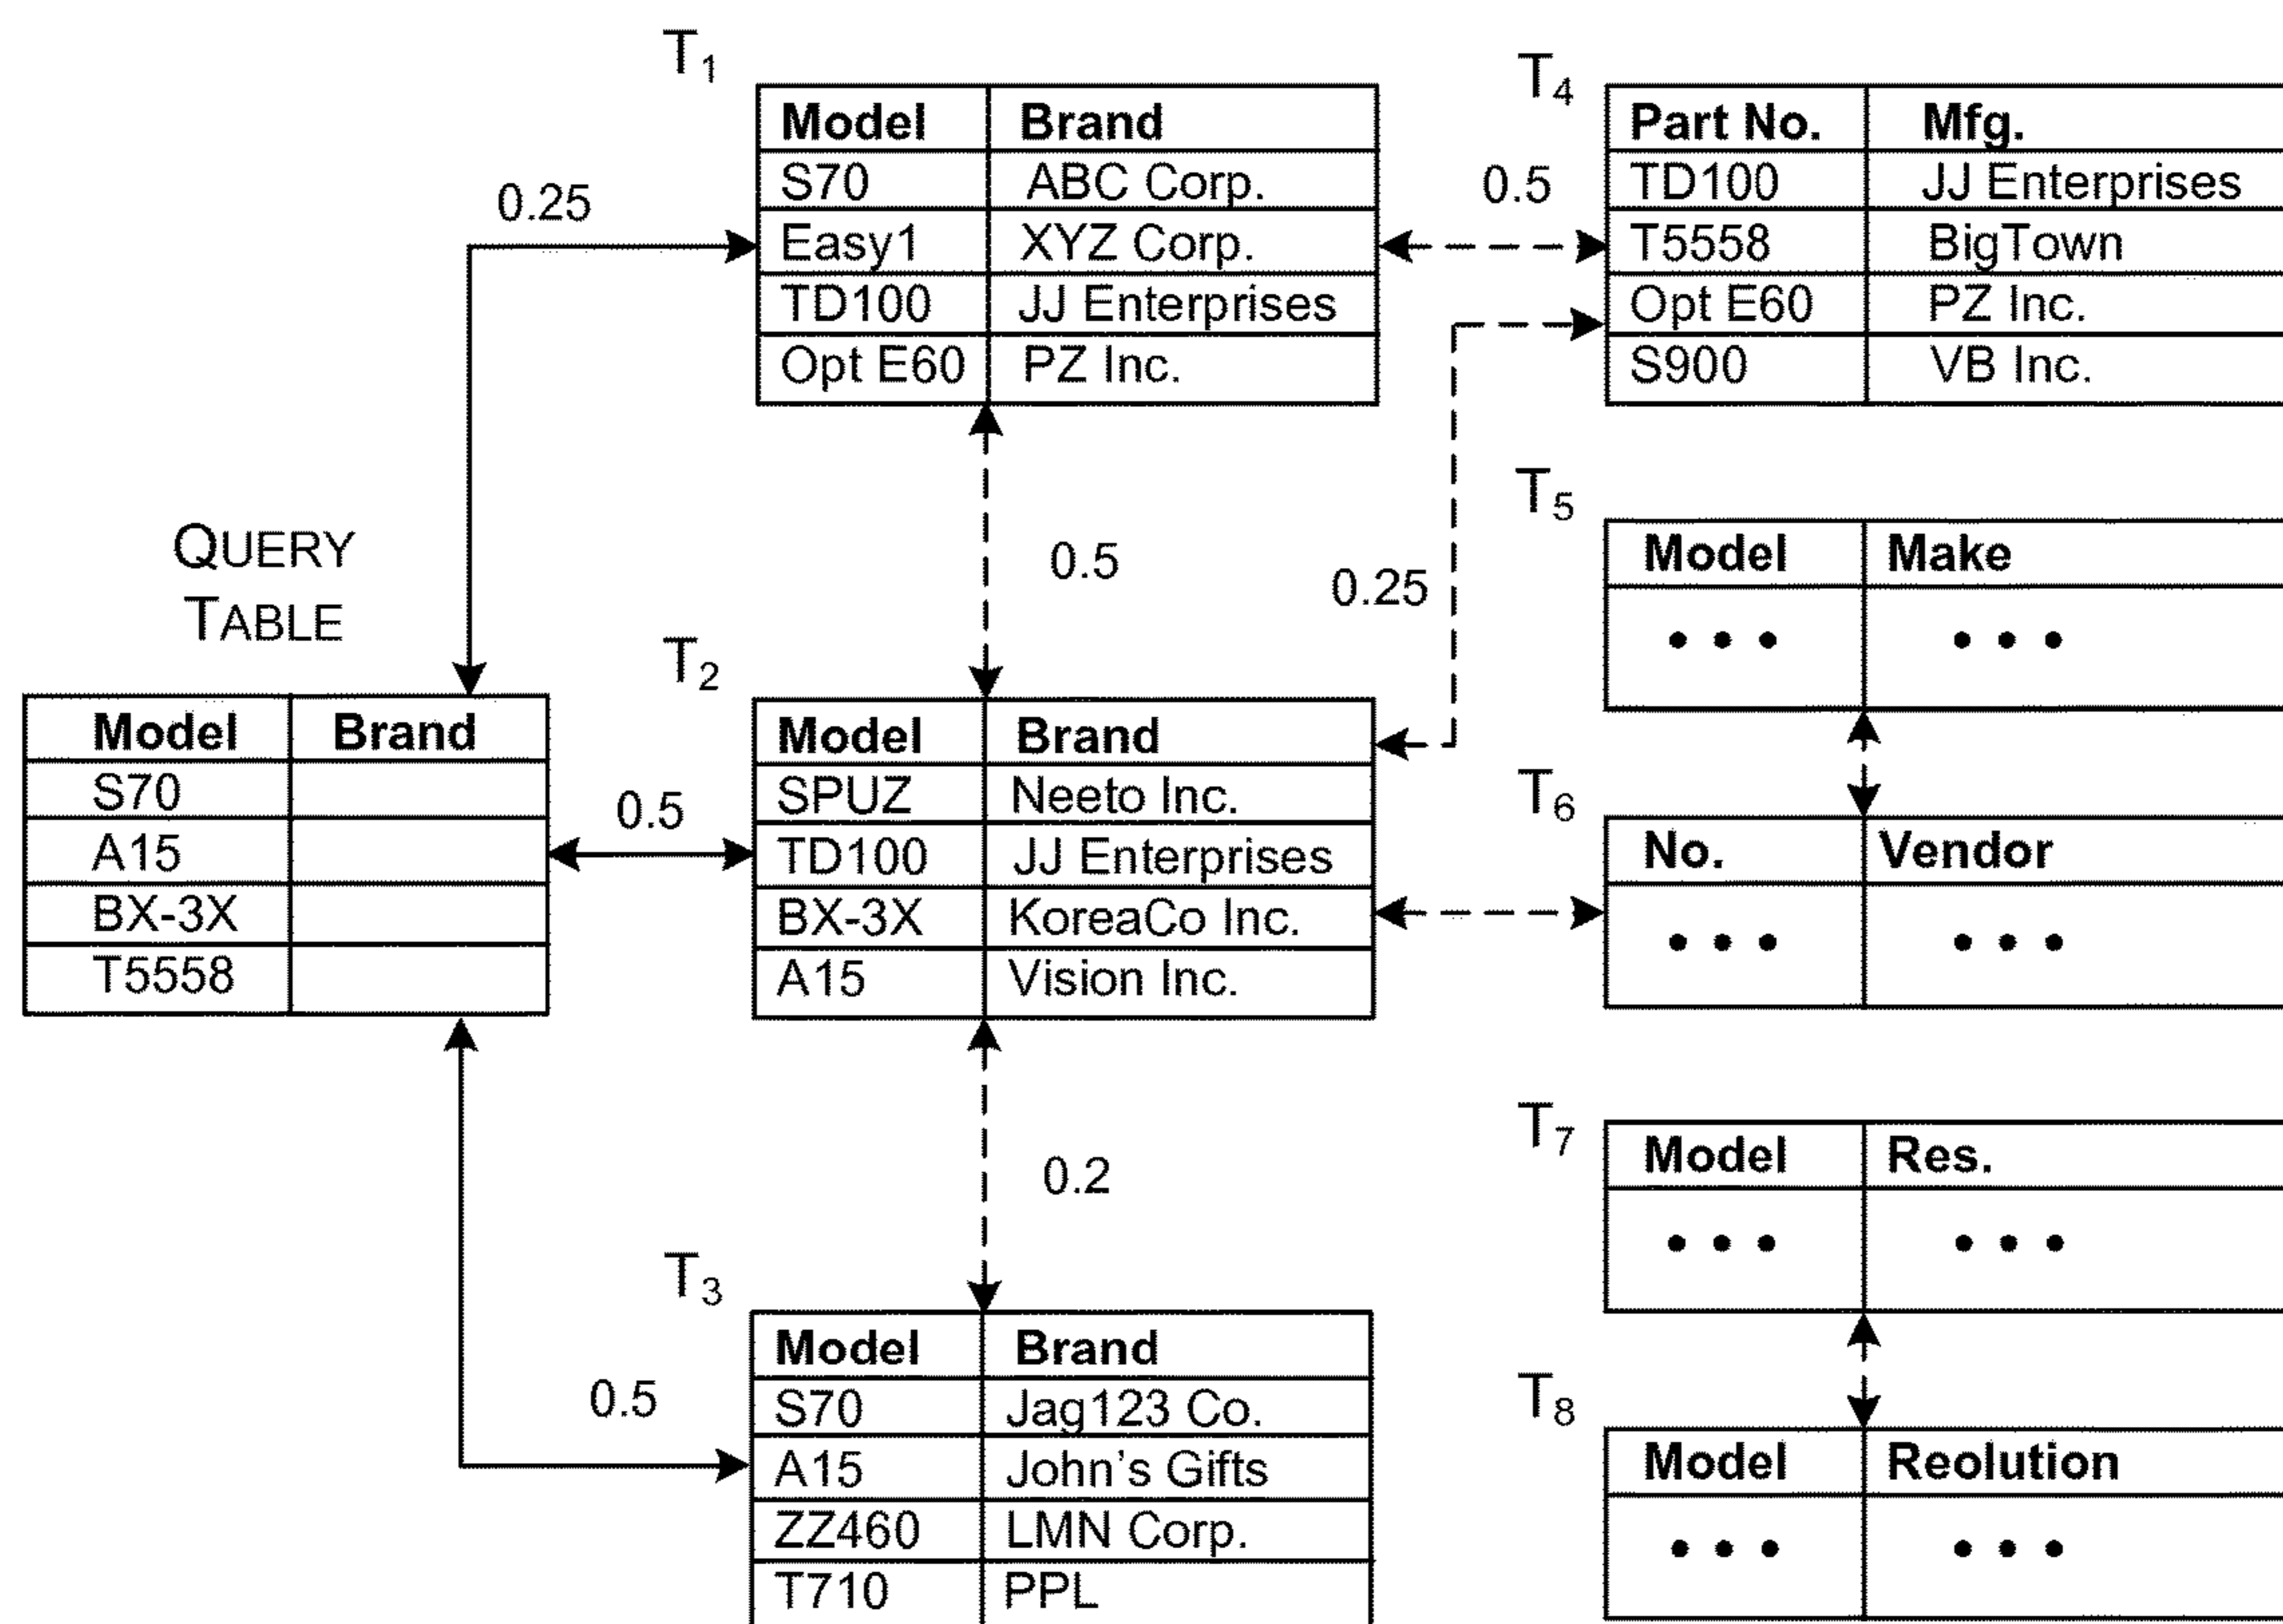 T1
Model Brand
S70 ABC Corp.
Easy1 XYZ Corp.
TD100 JJ Enterprises
Opt E60 PZ Inc.
T4
Part No. Mfg.
TD100 JJ Enterprises
T5558 BigTown
Opt E60 PZ Inc.
S900 VB Inc.
0.25
0.5
0.5
0.25
QUERY
TABLE
Model Brand
S70
A15
BX-3X
T5558
0.5
T2
Model Brand
SPUZ Neeto Inc.
TD100 JJ Enterprises
BX-3X KoreaCo Inc.
A15 Vision Inc.
T5
Model Make
• • • • • •
T6
No. Vendor
• • • • • •
0.2
0.5
T3
Model Brand
S70 Jag123 Co.
A15 John's Gifts
ZZ460 LMN Corp.
T710 PPL
T7
Model Res.
• • • • • •
T8
Model Reolution
• • • • • •